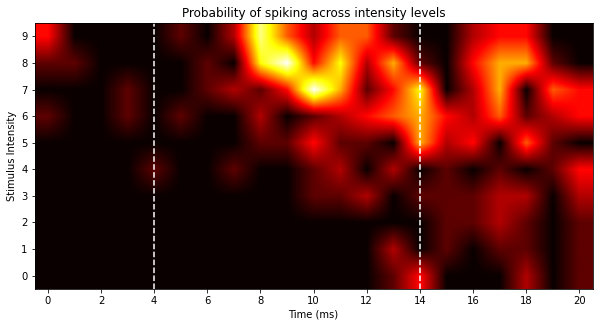 Probability of spiking across intensity levels
Stimulus Intensity
9
8
7
6
5
4
3
2
1
0
0 2 4 6 8 10 12 14 16 18 20
Time (ms)